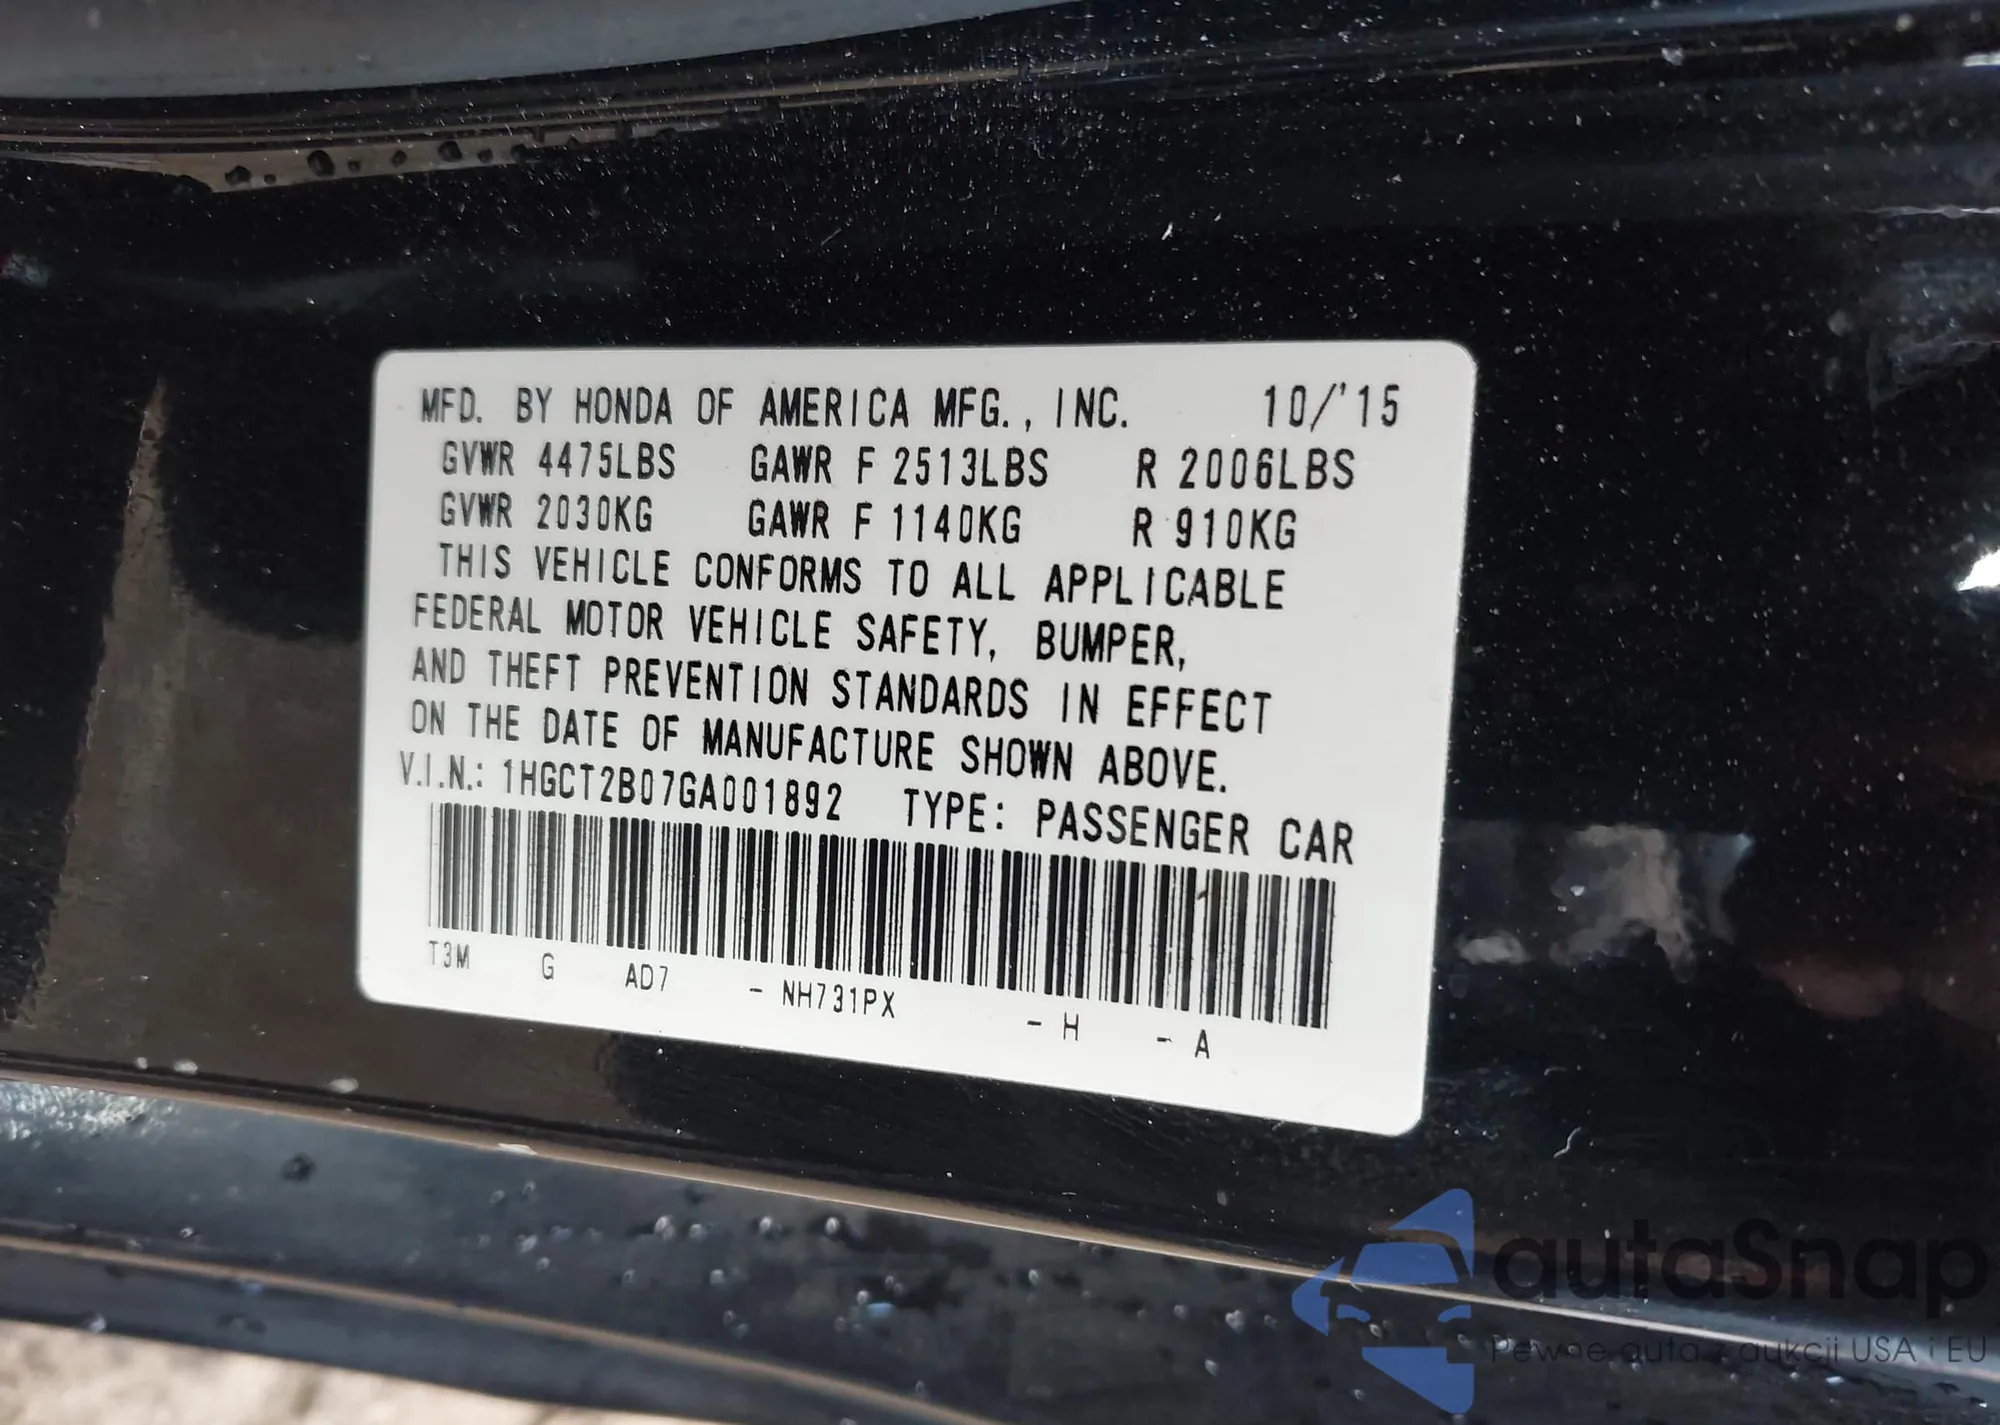 MFD. BY HONDA OF AMERICA MFG., INC. 10/'15
GVWR 4475LBS GAWR F 2513LBS R 2006LBS
GVWR 2030KG GAWR F 1140KG R 910KG
THIS VEHICLE CONFORMS TO ALL APPLICABLE
FEDERAL MOTOR VEHICLE SAFETY, BUMPER,
AND THEFT PREVENTION STANDARDS IN EFFECT
ON THE DATE OF MANUFACTURE SHOWN ABOVE.
V.I.N.: 1HGCT2B07GA001892 TYPE: PASSENGER CAR
T3M G AD7 - NH731PX - H - A
autaSnap
Pewne auta z aukcji USA i EU